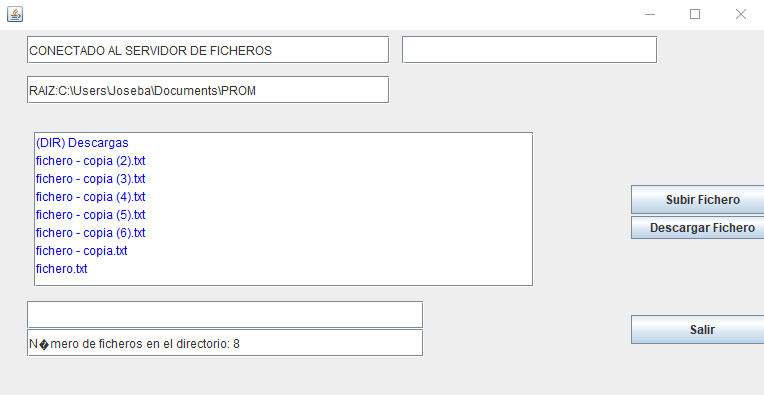 CONECTADO AL SERVIDOR DE FICHEROS
RAIZ:C:\Users\Joseba\Documents\PROM
(DIR) Descargas
fichero - copia (2).txt
fichero - copia (3).txt
fichero - copia (4).txt
fichero - copia (5).txt
fichero - copia (6).txt
fichero - copia.txt
fichero.txt
Subir Fichero
Descargar Fichero
N�mero de ficheros en el directorio: 8
Salir